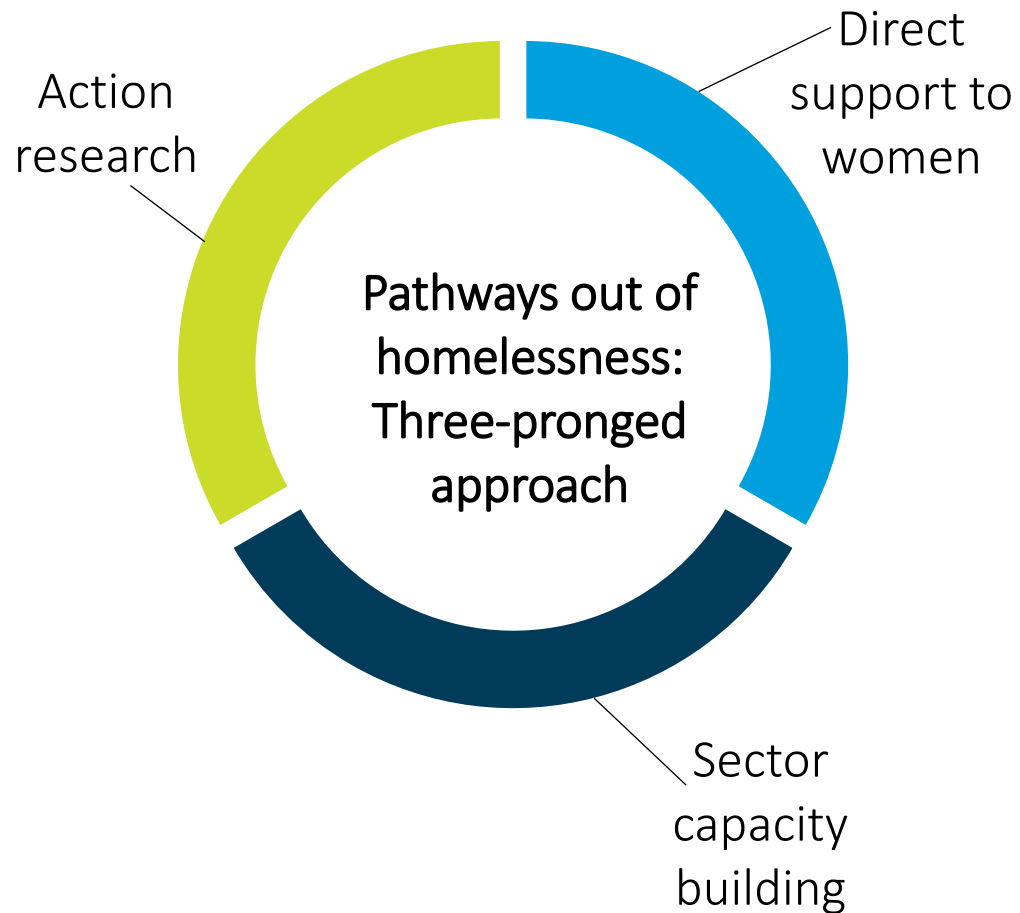 Direct
support to
women
Action
research
Pathways out of
homelessness:
Three-pronged
approach
Sector
capacity
building